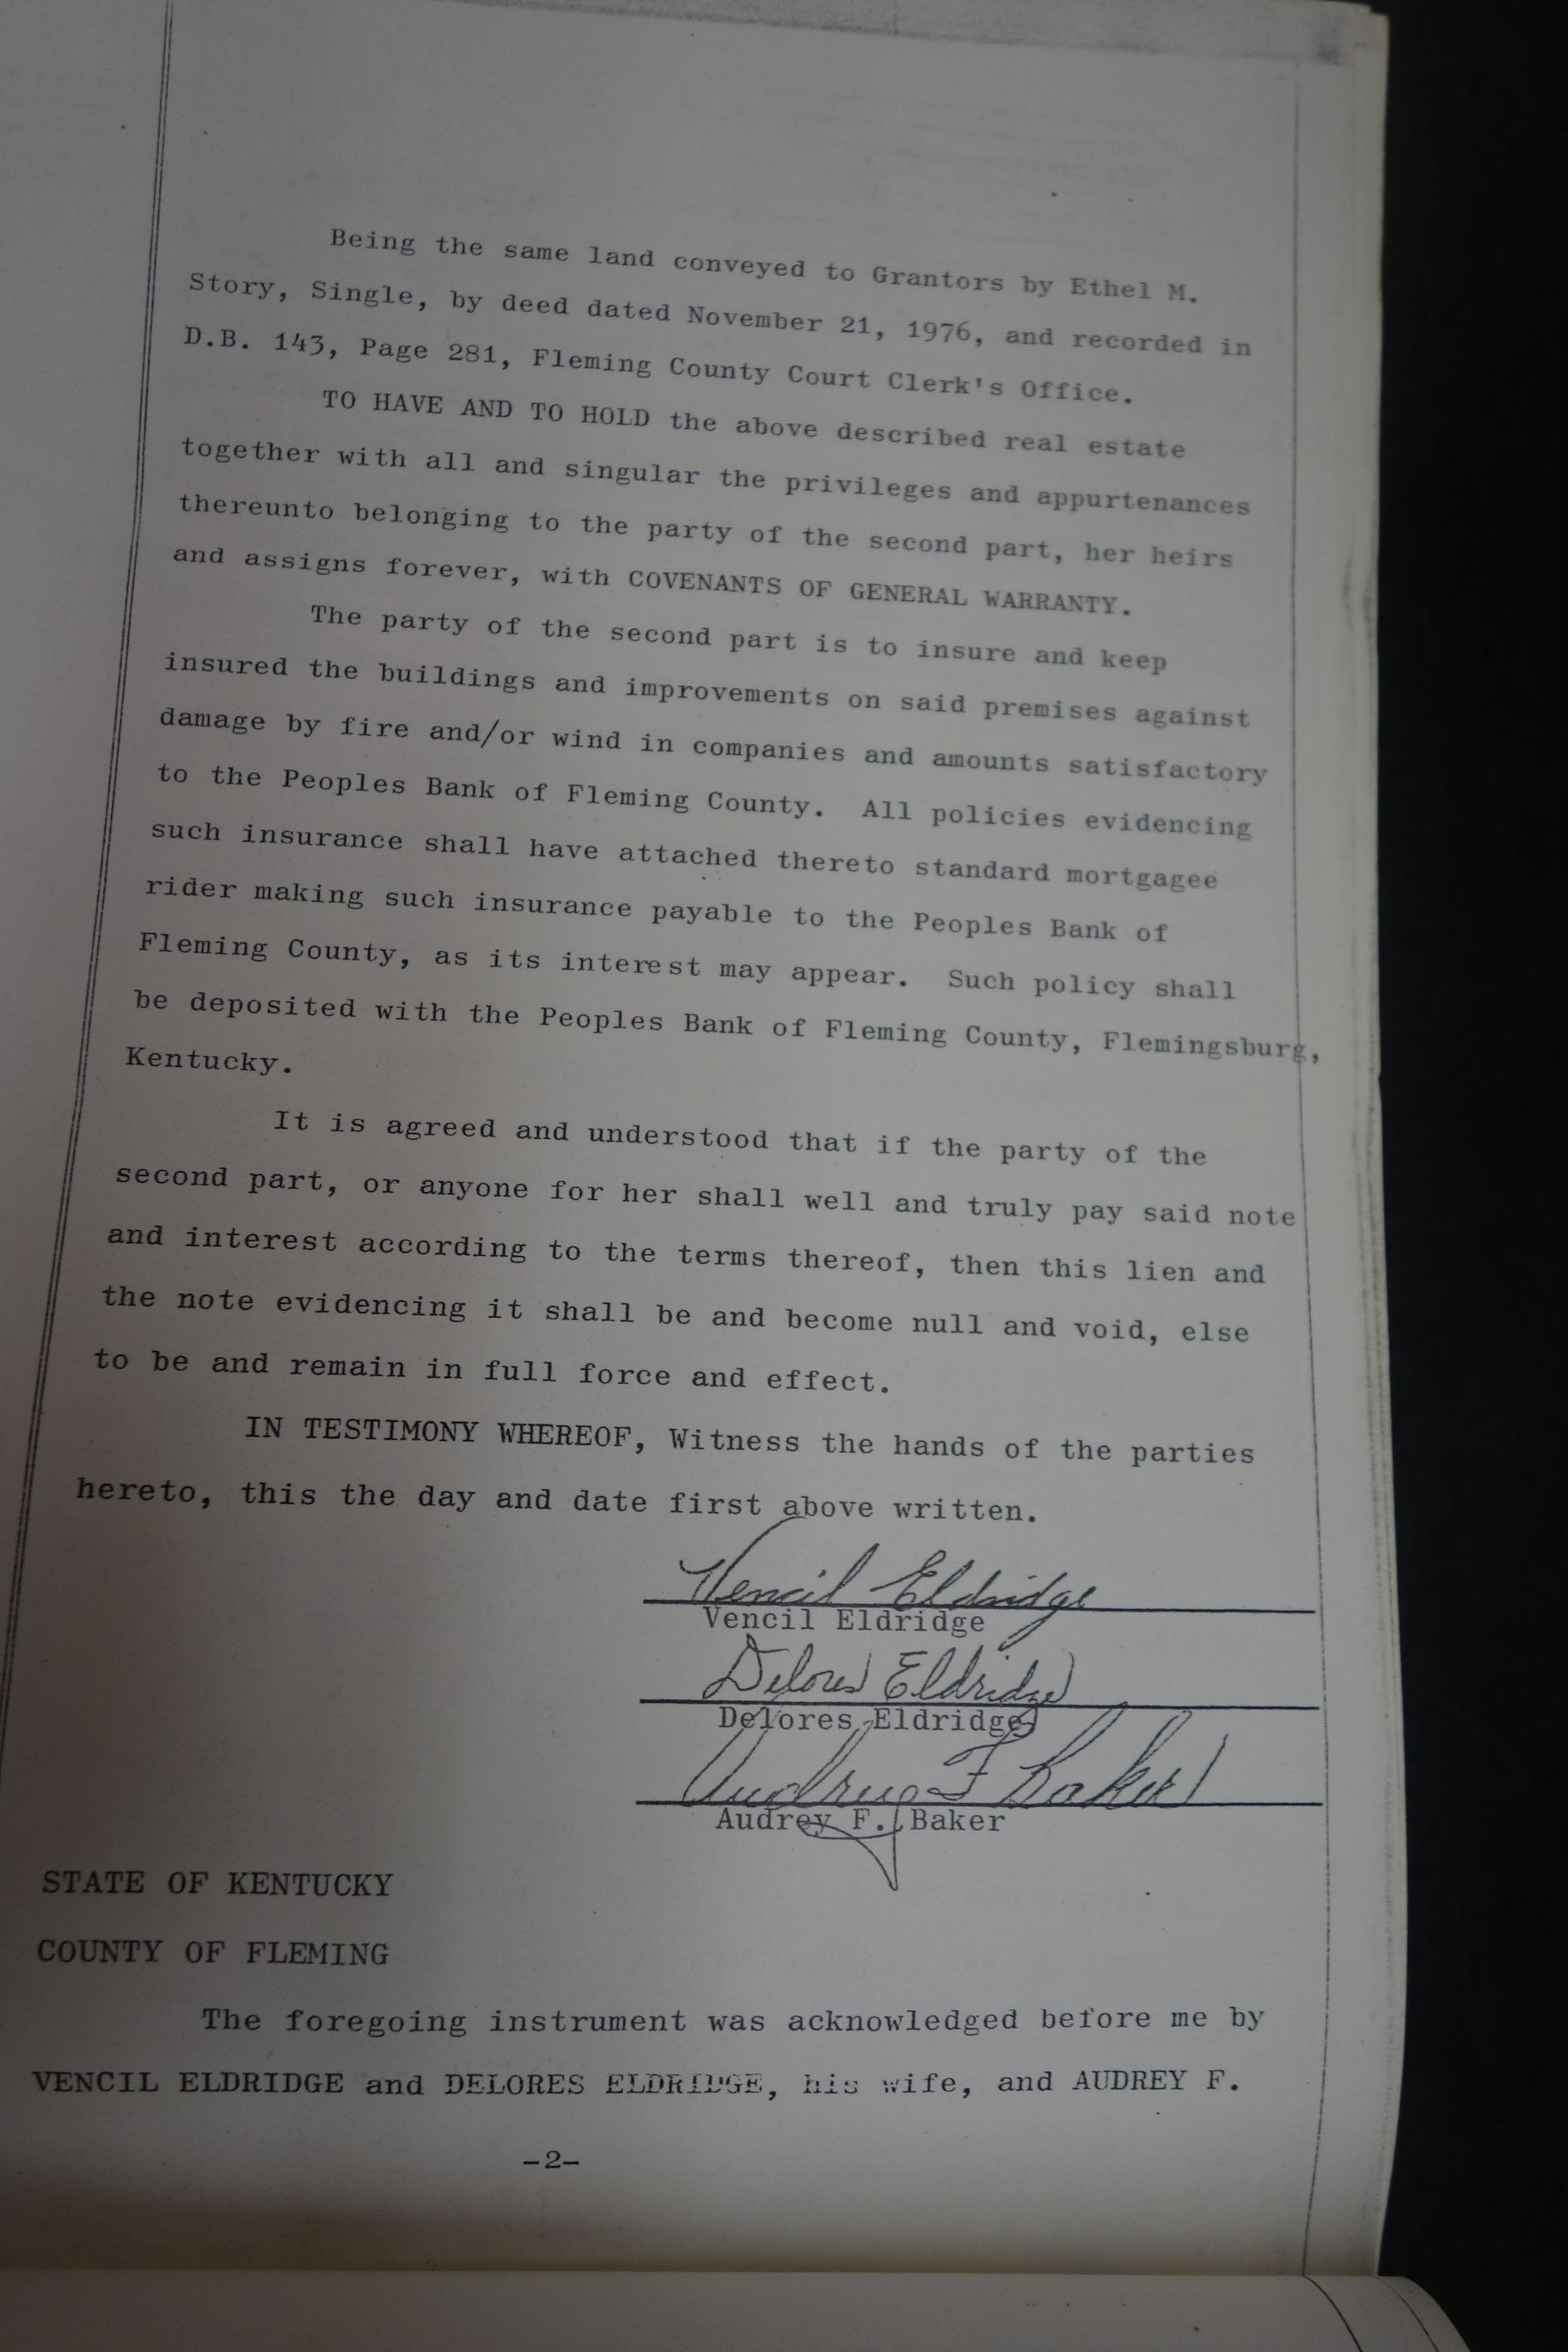 Being the same land conveyed to Grantors by Ethel M.
Story, Single, by deed dated November 21, 1976, and recorded in
D.B. 143, Page 281, Fleming County Court Clerk's Office.
TO HAVE AND TO HOLD the above described real estate
together with all and singular the privileges and appurtenances
thereunto belonging to the party of the second part, her heirs
and assigns forever, with COVENANTS OF GENERAL WARRANTY.
The party of the second part is to insure and keep
insured the buildings and improvements on said premises against
damage by fire and/or wind in companies and amounts satisfactory
to the Peoples Bank of Fleming County. All policies evidencing
such insurance shall have attached thereto standard mortgagee
rider making such insurance payable to the Peoples Bank of
Fleming County, as its interest may appear. Such policy shall
be deposited with the Peoples Bank of Fleming County, Flemingsburg,
Kentucky.
It is agreed and understood that if the party of the
second part, or anyone for her shall well and truly pay said note
and interest according to the terms thereof, then this lien and
the note evidencing it shall be and become null and void, else
to be and remain in full force and effect.
IN TESTIMONY WHEREOF, Witness the hands of the parties
hereto, this the day and date first above written.
Vencil Eldridge
Vencil Eldridge
Delores Eldridge
Delores Eldridge
Audrey F Baker
Audrey F. Baker
STATE OF KENTUCKY
COUNTY OF FLEMING
The foregoing instrument was acknowledged before me by
VENCIL ELDRIDGE and DELORES ELDRIDGE, his wife, and AUDREY F.
-2-